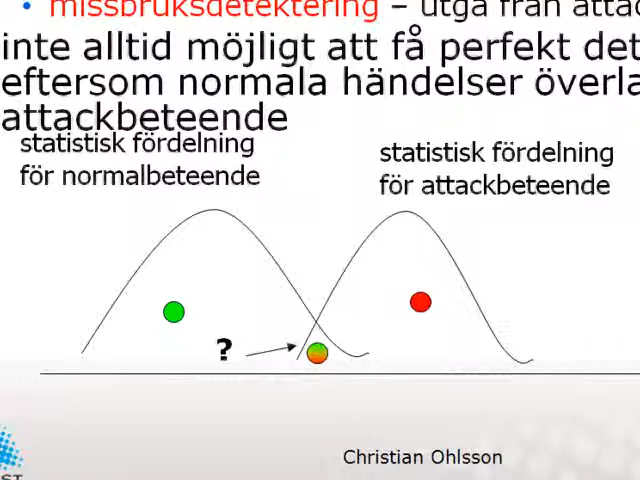 • missbruksdetektering – utgå från attac
inte alltid möjligt att få perfekt det
eftersom normala händelser överla
attackbeteende
statistisk fördelning
för normalbeteende
statistisk fördelning
för attackbeteende
?
Christian Ohlsson
ST